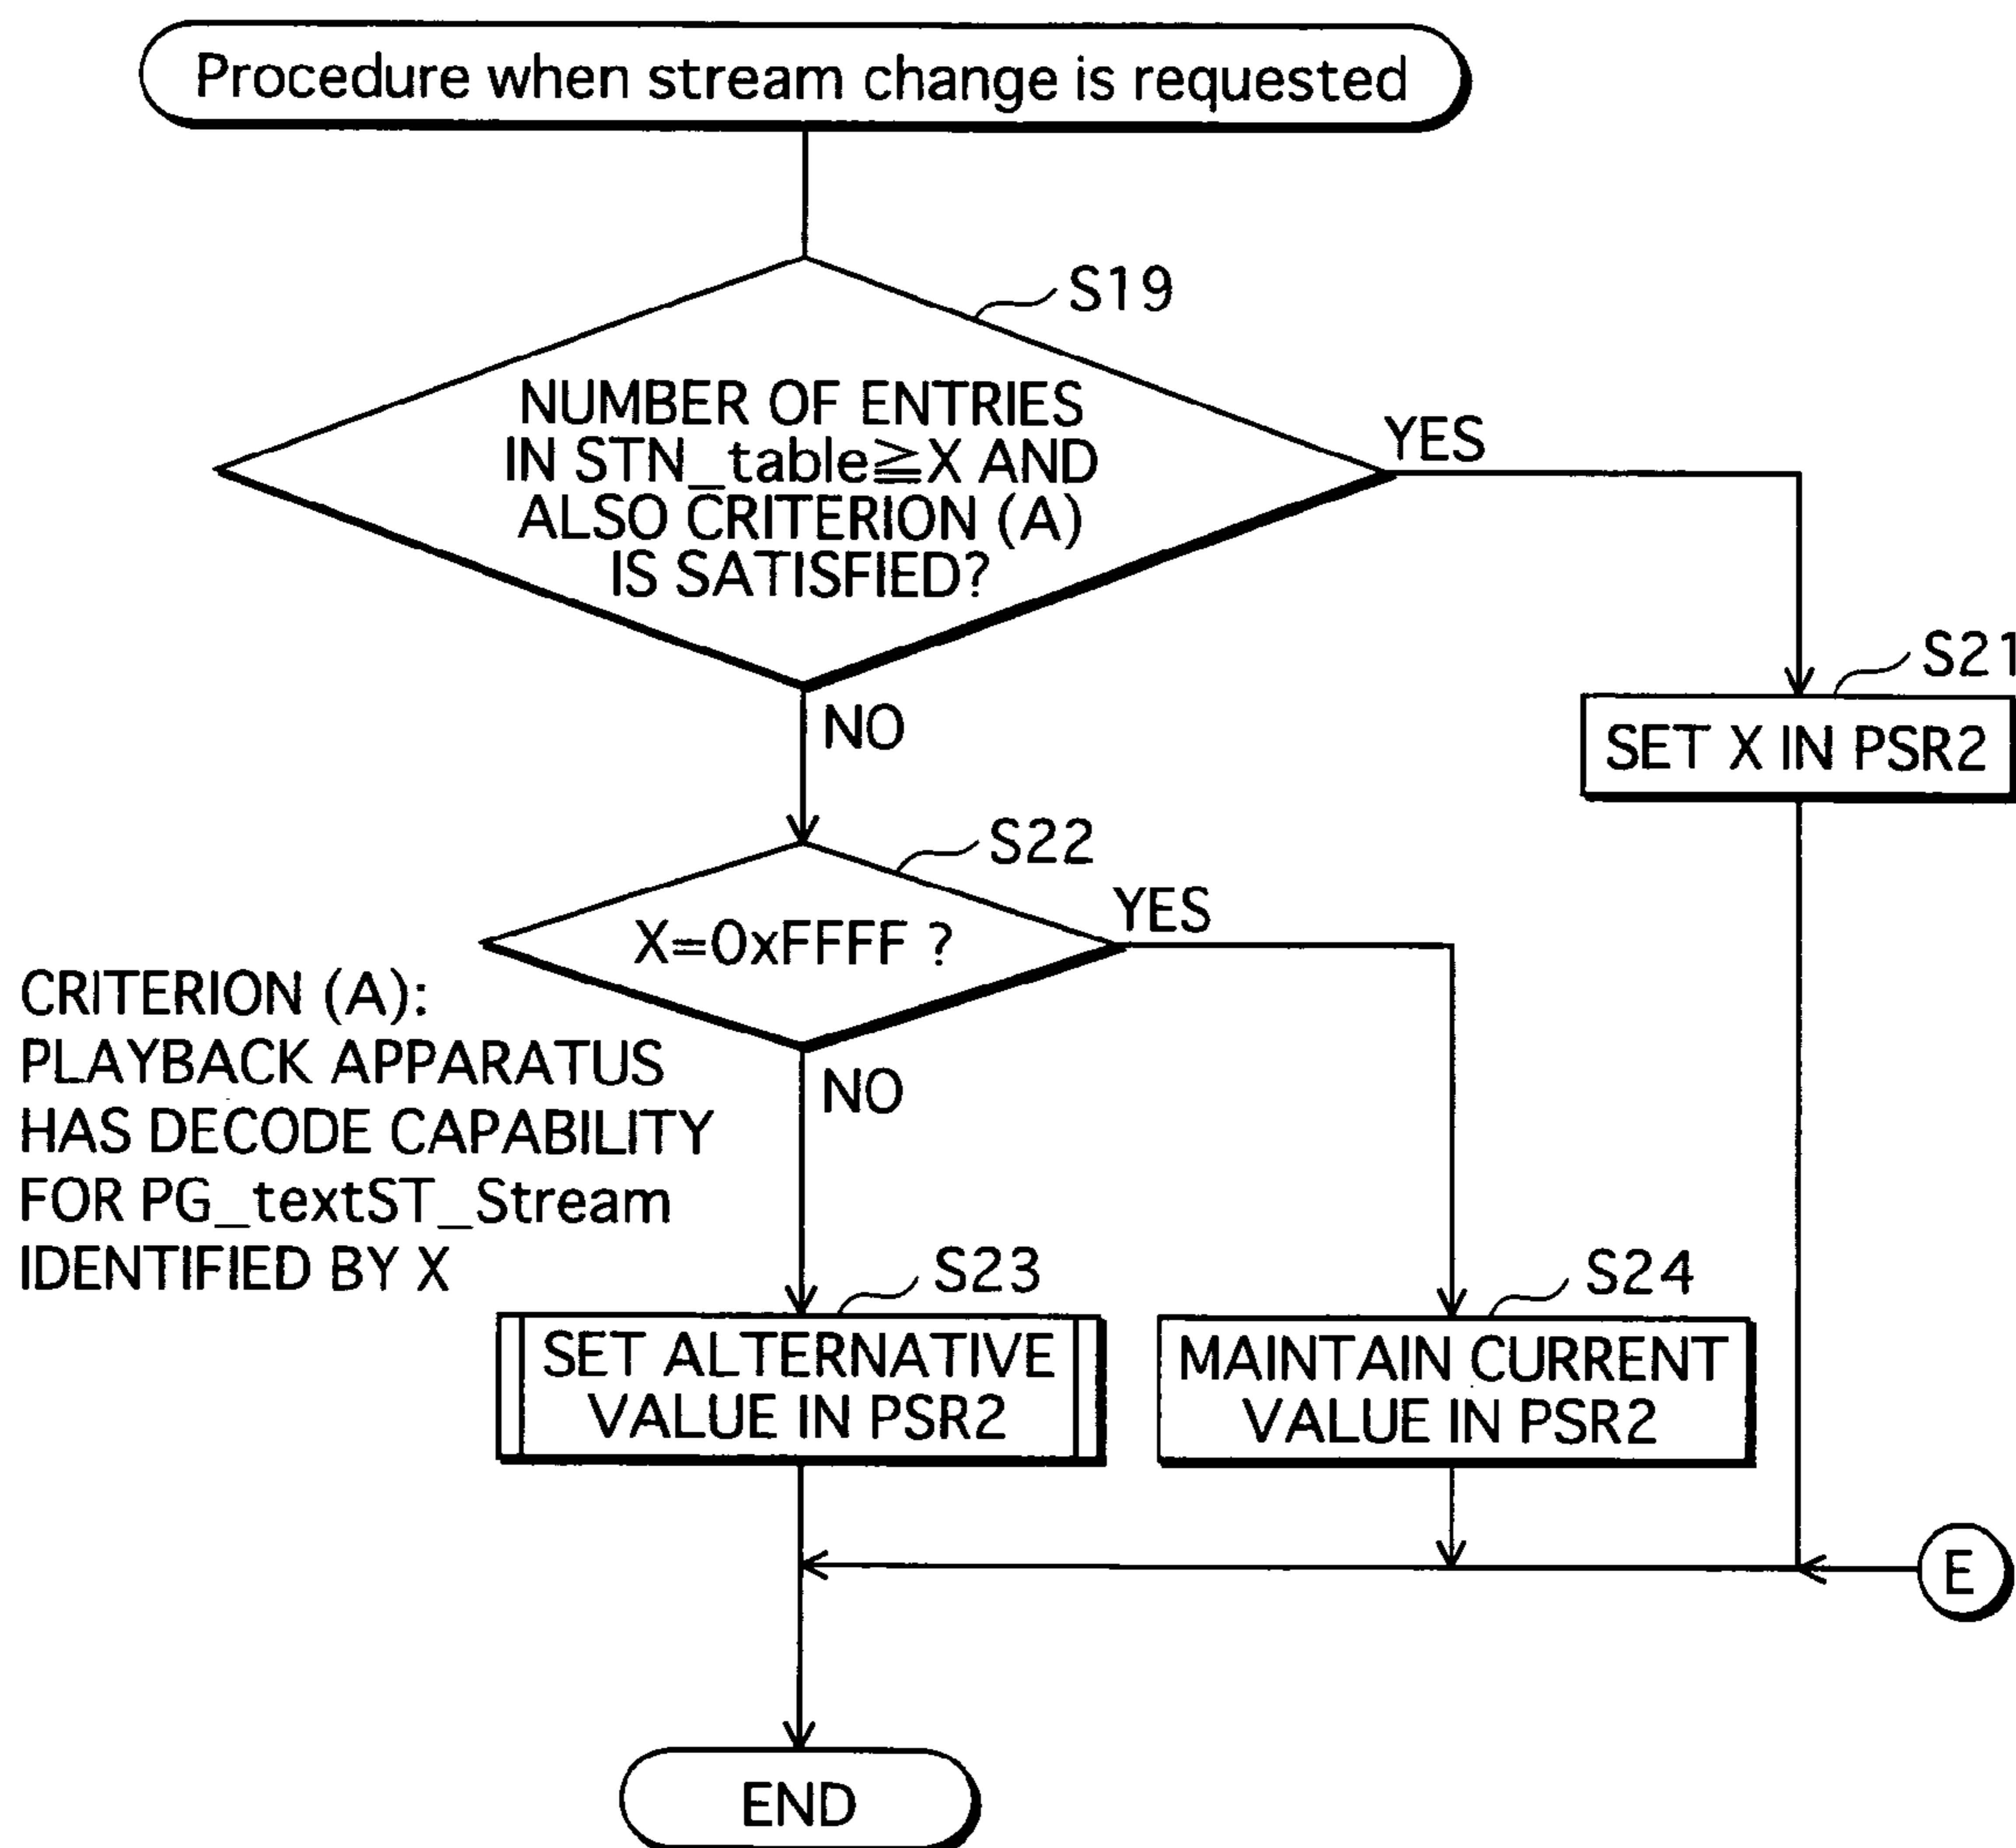 Procedure when stream change is requested
S19
NUMBER OF ENTRIES
IN STN_table≧X AND
ALSO CRITERION (A)
IS SATISFIED?
YES
S21
SET X IN PSR2
NO
S22
X=0xFFFF ?
YES
CRITERION (A):
PLAYBACK APPARATUS
HAS DECODE CAPABILITY
FOR PG_textST_Stream
IDENTIFIED BY X
NO
S23
SET ALTERNATIVE
VALUE IN PSR2
S24
MAINTAIN CURRENT
VALUE IN PSR2
E
END